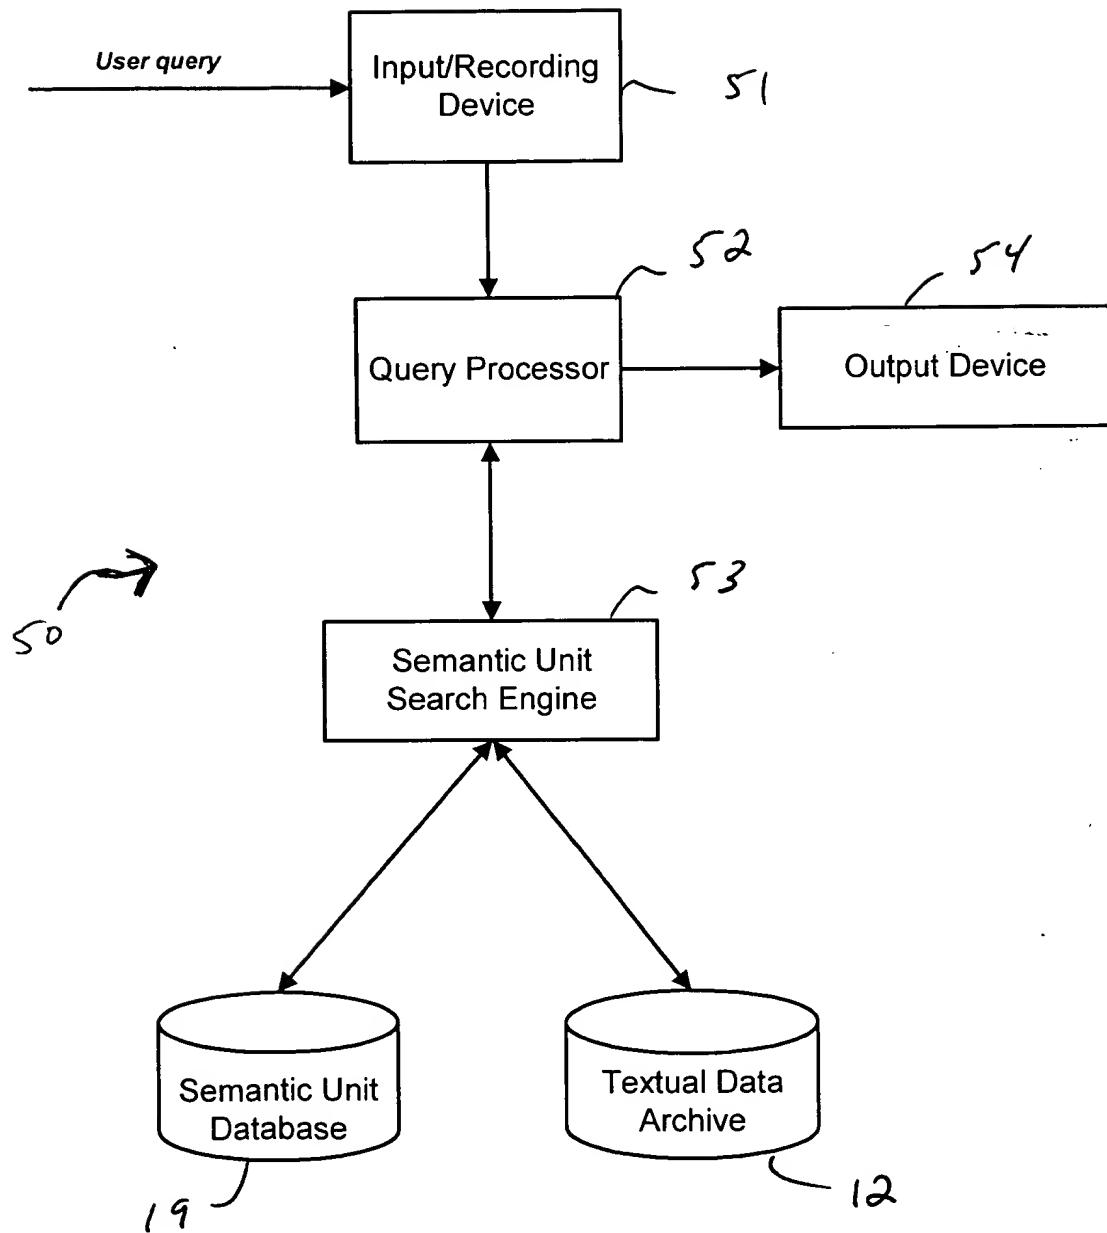 User query
Input/Recording
Device
51
52
54
Query Processor
Output Device
53
50
Semantic Unit
Search Engine
Semantic Unit
Database
Textual Data
Archive
19
12